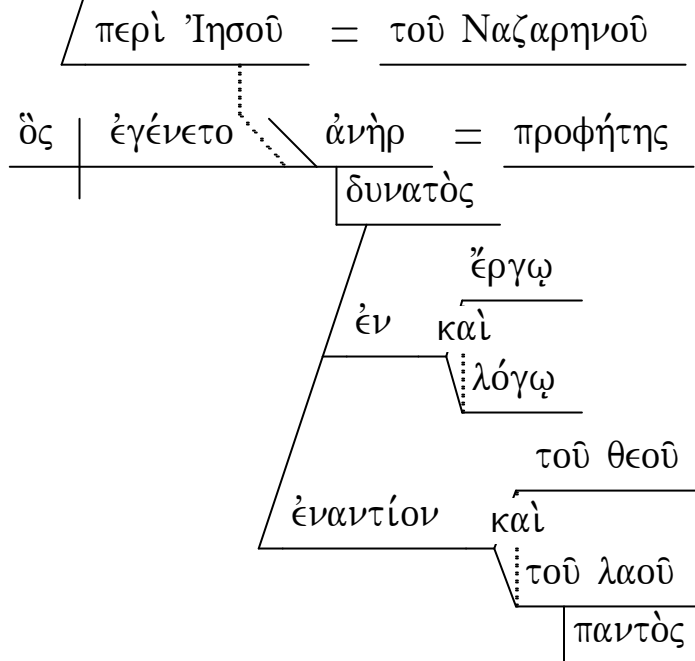 περὶ Ἰησοῦ = τοῦ Ναζαρηνοῦ
ὃς ἐγένετο ἀνὴρ = προφήτης
δυνατὸς
ἔργῳ
ἐν καὶ
λόγῳ
τοῦ θεοῦ
ἐναντίον καὶ
τοῦ λαοῦ
παντὸς